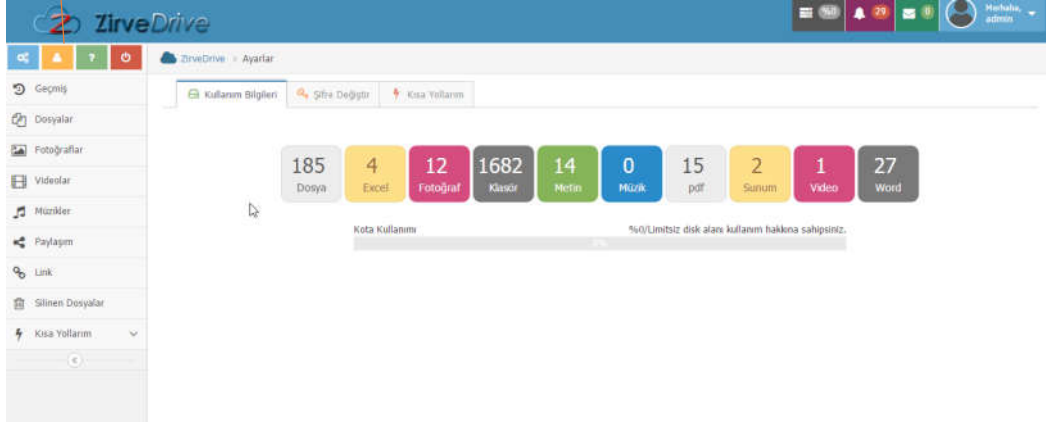 ZirveDrive
%0
29
0
Merhaba,
admin
?
ZirveDrive > Ayarlar
Geçmiş
Dosyalar
Fotoğraflar
Videolar
Müzikler
Paylaşım
Link
Silinen Dosyalar
Kısa Yollarım
Kullanım Bilgileri
Şifre Değiştir
Kısa Yollarım
185
Dosya
4
Excel
12
Fotoğraf
1682
Klasör
14
Metin
0
Müzik
15
pdf
2
Sunum
1
Video
27
Word
Kota Kullanımı
%0/Limitsiz disk alanı kullanım hakkına sahipsiniz.